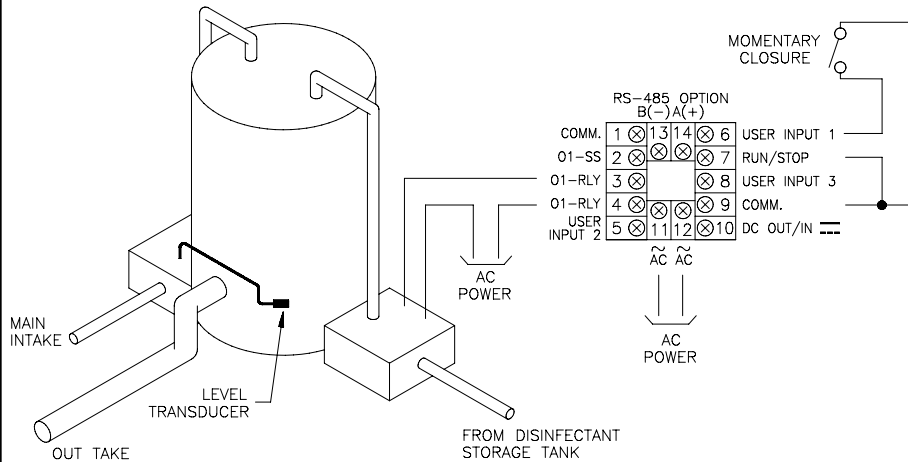 MOMENTARY
CLOSURE
RS-485 OPTION
B(-) A(+)
COMM. 1 13 14 6 USER INPUT 1
O1-SS 2 7 RUN/STOP
O1-RLY 3 8 USER INPUT 3
O1-RLY 4 9 COMM.
USER
INPUT 2 5 11 12 10 DC OUT/IN
~ ~
AC AC
AC
POWER
AC
POWER
MAIN
INTAKE
LEVEL
TRANSDUCER
OUT TAKE
FROM DISINFECTANT
STORAGE TANK